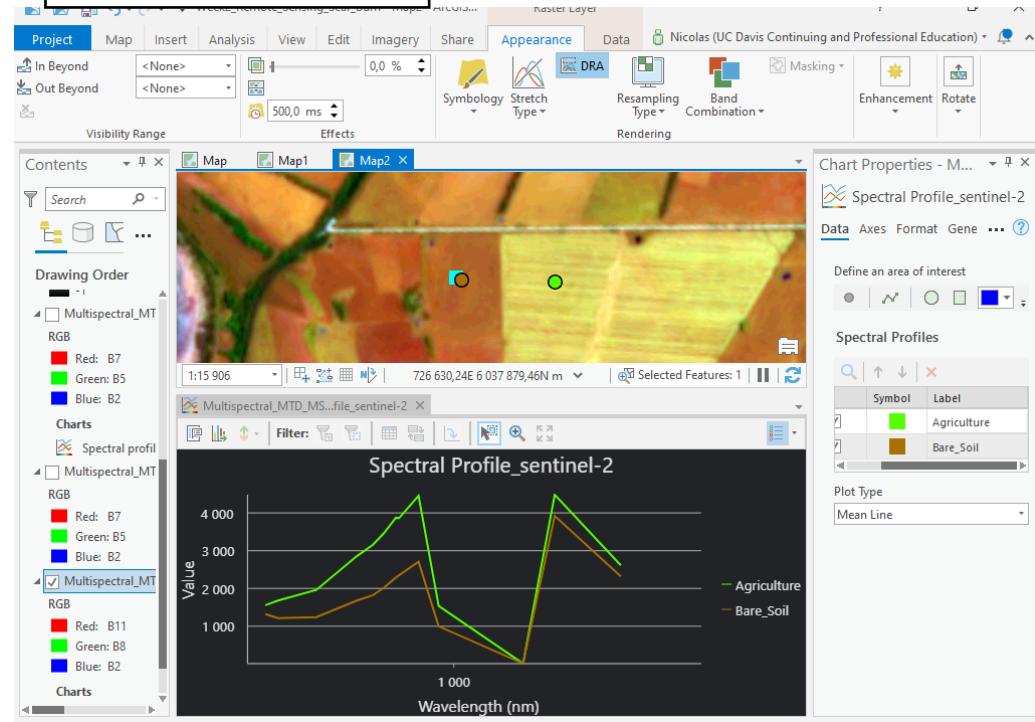 Project Map Insert Analysis View Edit Imagery Share Appearance Data Nicolas (UC Davis Continuing and Professional Education)
In Beyond <None> 0,0 % DRA Masking
Out Beyond <None> Symbology Stretch Type Resampling Type Band Combination Enhancement Rotate
500,0 ms
Visibility Range Effects Rendering
Contents
Search
Drawing Order
Multispectral_MT
RGB
Red: B7
Green: B5
Blue: B2
Charts
Spectral profil
Multispectral_MT
RGB
Red: B7
Green: B5
Blue: B2
Multispectral_MT
RGB
Red: B11
Green: B8
Blue: B2
Charts
Map Map1 Map2
1:15 906 726 630,24E 6 037 879,46N m Selected Features: 1
Multispectral_MTD_MS...file_sentinel-2
Filter:
Spectral Profile_sentinel-2
4 000
3 000
2 000
1 000
Value
1 000
Wavelength (nm)
Agriculture
Bare_Soil
Chart Properties - M...
Spectral Profile_sentinel-2
Data Axes Format Gene
Define an area of interest
Spectral Profiles
Symbol Label
Agriculture
Bare_Soil
Plot Type
Mean Line